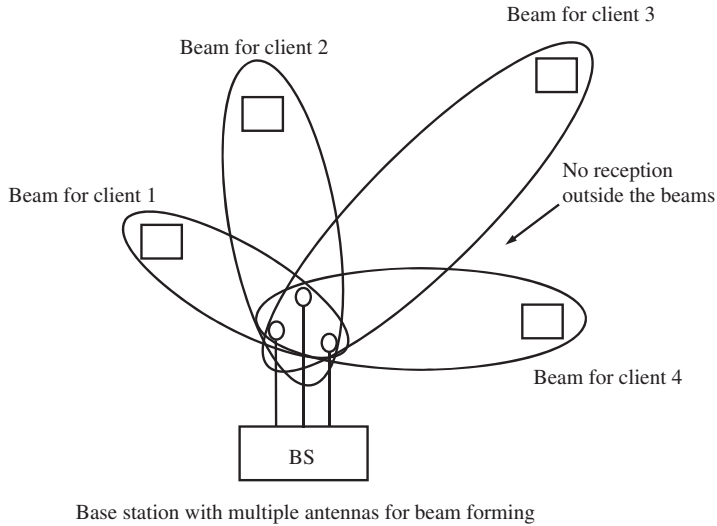 Beam for client 3
Beam for client 2
No reception
outside the beams
Beam for client 1
Beam for client 4
BS
Base station with multiple antennas for beam forming